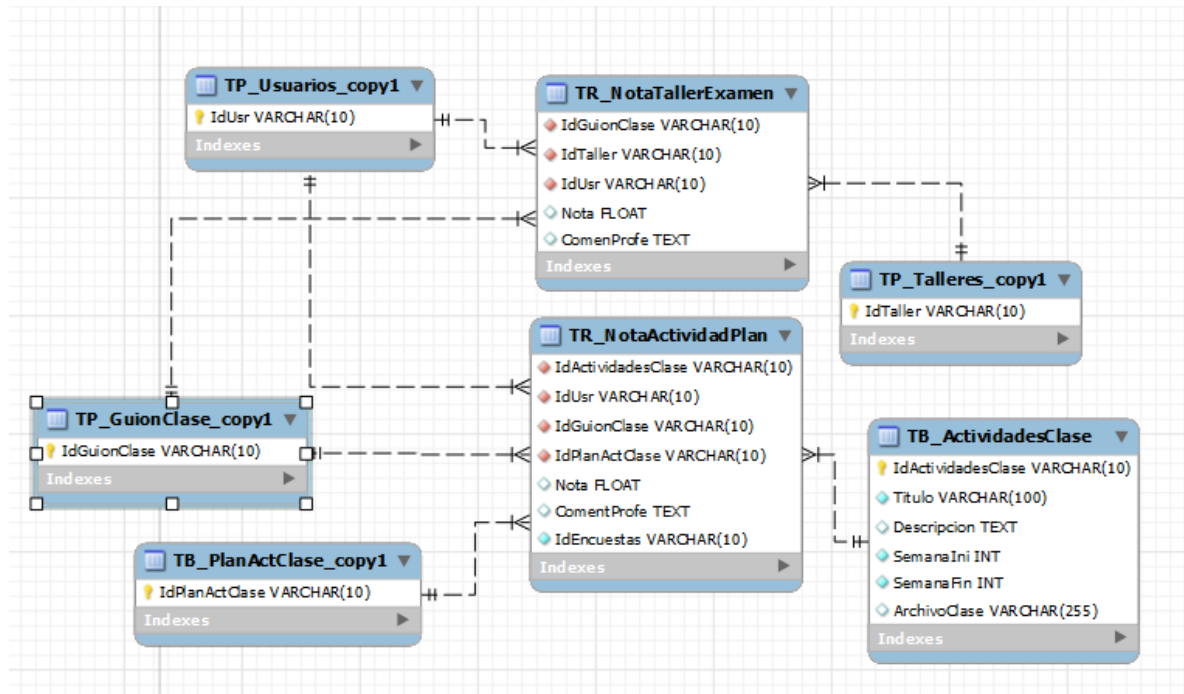 TP_Usuarios_copy1
IdUsr VARCHAR(10)
Indexes
TR_NotaTallerExamen
IdGuionClase VARCHAR(10)
IdTaller VARCHAR(10)
IdUsr VARCHAR(10)
Nota FLOAT
ComenProfe TEXT
Indexes
TP_Talleres_copy1
IdTaller VARCHAR(10)
Indexes
TR_NotaActividadPlan
IdActividadesClase VARCHAR(10)
IdUsr VARCHAR(10)
IdGuionClase VARCHAR(10)
IdPlanActClase VARCHAR(10)
Nota FLOAT
ComentProfe TEXT
IdEncuestas VARCHAR(10)
Indexes
TP_GuionClase_copy1
IdGuionClase VARCHAR(10)
Indexes
TB_ActividadesClase
IdActividadesClase VARCHAR(10)
Titulo VARCHAR(100)
Descripcion TEXT
SemanaIni INT
SemanaFin INT
ArchivoClase VARCHAR(255)
Indexes
TB_PlanActClase_copy1
IdPlanActClase VARCHAR(10)
Indexes